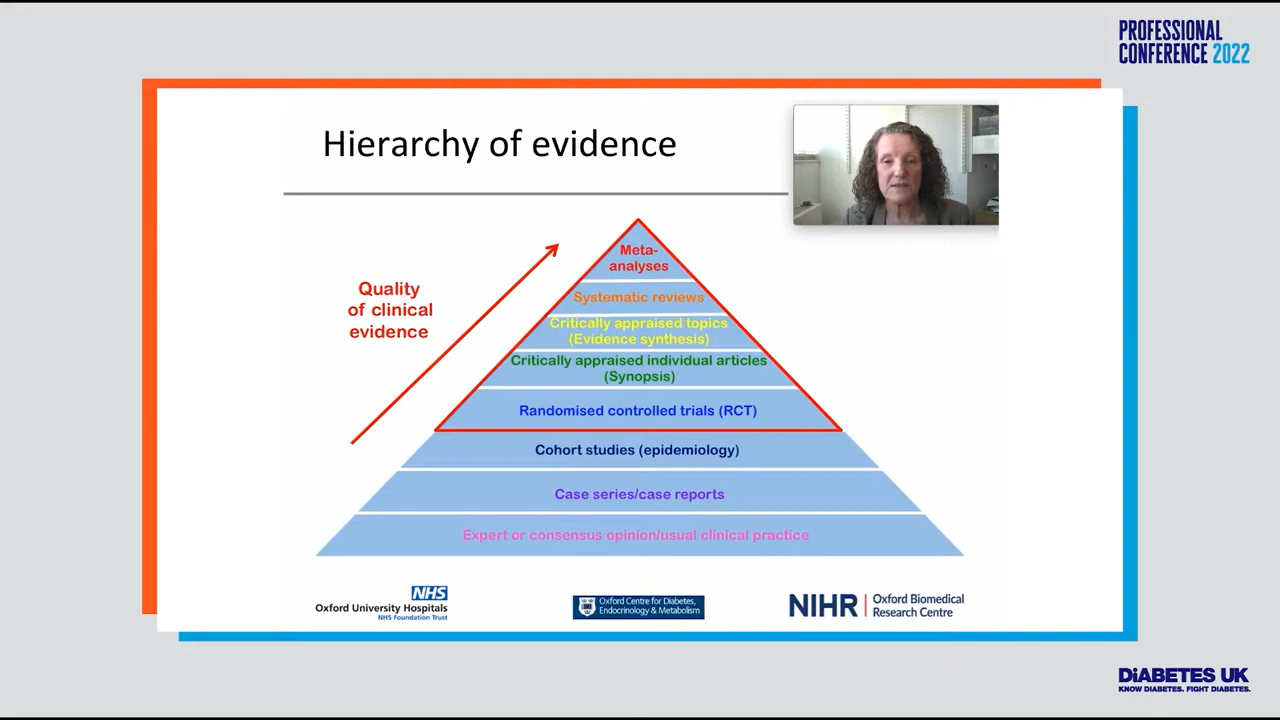 PROFESSIONAL
CONFERENCE 2022
Hierarchy of evidence
Quality
of clinical
evidence
Meta-
analyses
Systematic reviews
Critically appraised topics
(Evidence synthesis)
Critically appraised individual articles
(Synopsis)
Randomised controlled trials (RCT)
Cohort studies (epidemiology)
Case series/case reports
Expert or consensus opinion/usual clinical practice
NHS
Oxford University Hospitals
NHS Foundation Trust
Oxford Centre for Diabetes,
Endocrinology & Metabolism
NIHR | Oxford Biomedical
Research Centre
DiABETES UK
KNOW DIABETES. FIGHT DIABETES.